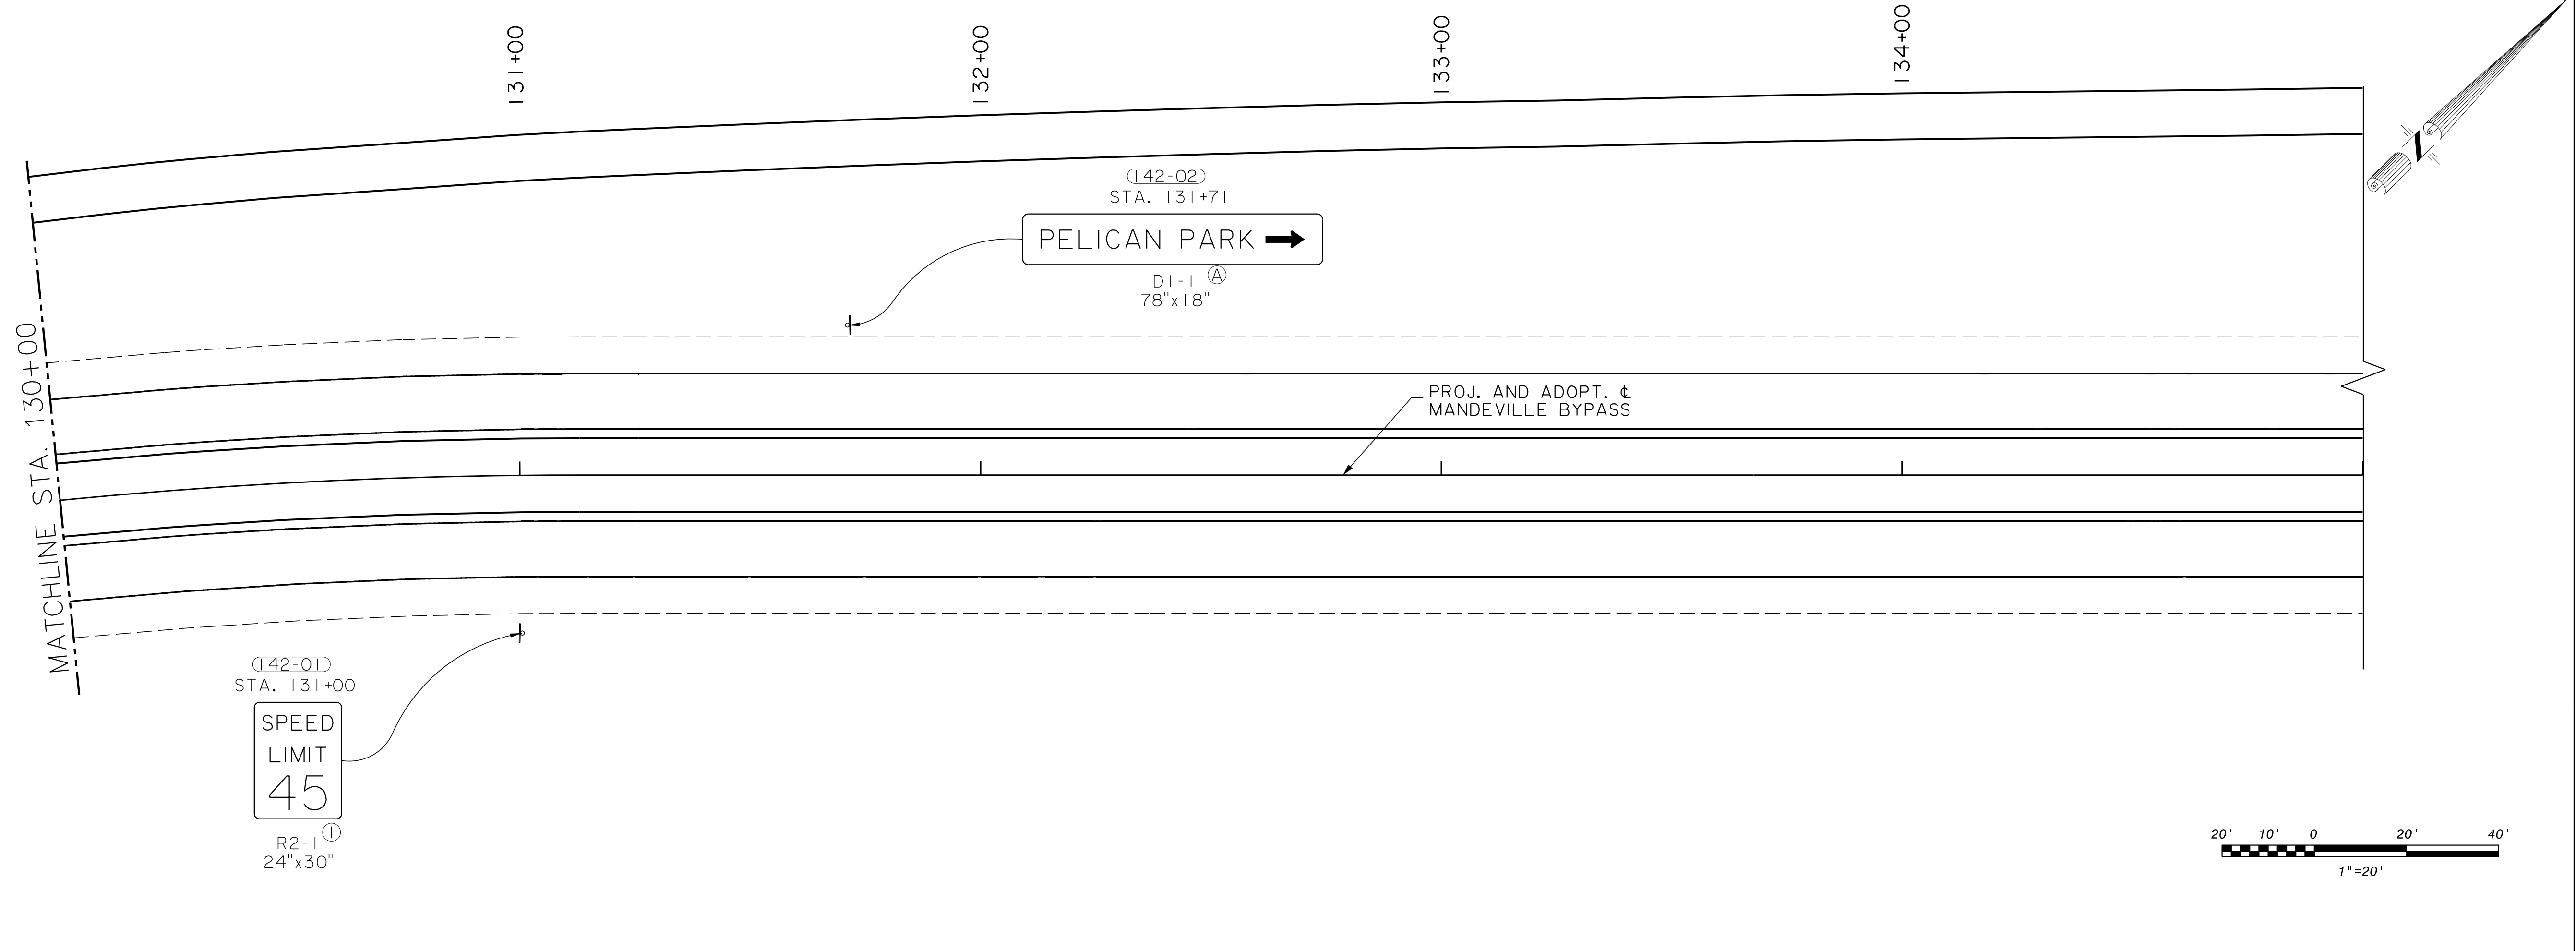 131+00
132+00
133+00
134+00
142-02
STA. 131+71
PELICAN PARK
D1-1 A
78"x18"
MATCHLINE STA. 130+00
PROJ. AND ADOPT. ℄
MANDEVILLE BYPASS
142-01
STA. 131+00
SPEED
LIMIT
45
R2-1 1
24"x30"
20' 10' 0 20' 40'
1"=20'